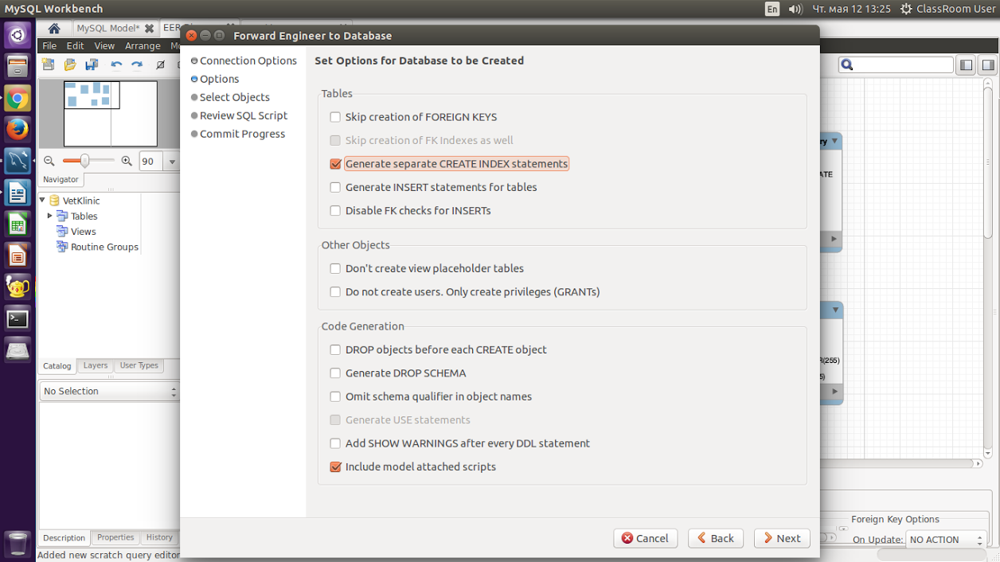 MySQL Workbench
En
Чт. мая 12 13:25
ClassRoom User
MySQL Model*
EER
Forward Engineer to Database
File Edit View Arrange
90
Navigator
VetKlinic
Tables
Views
Routine Groups
Catalog Layers User Types
No Selection
Description Properties History
Added new scratch query editor
Connection Options
Options
Select Objects
Review SQL Script
Commit Progress
Set Options for Database to be Created
Tables
Skip creation of FOREIGN KEYS
Skip creation of FK Indexes as well
Generate separate CREATE INDEX statements
Generate INSERT statements for tables
Disable FK checks for INSERTs
Other Objects
Don't create view placeholder tables
Do not create users. Only create privileges (GRANTs)
Code Generation
DROP objects before each CREATE object
Generate DROP SCHEMA
Omit schema qualifier in object names
Generate USE statements
Add SHOW WARNINGS after every DDL statement
Include model attached scripts
Cancel Back Next
ry
ATE
R(255)
5)
Foreign Key Options
On Update: NO ACTION